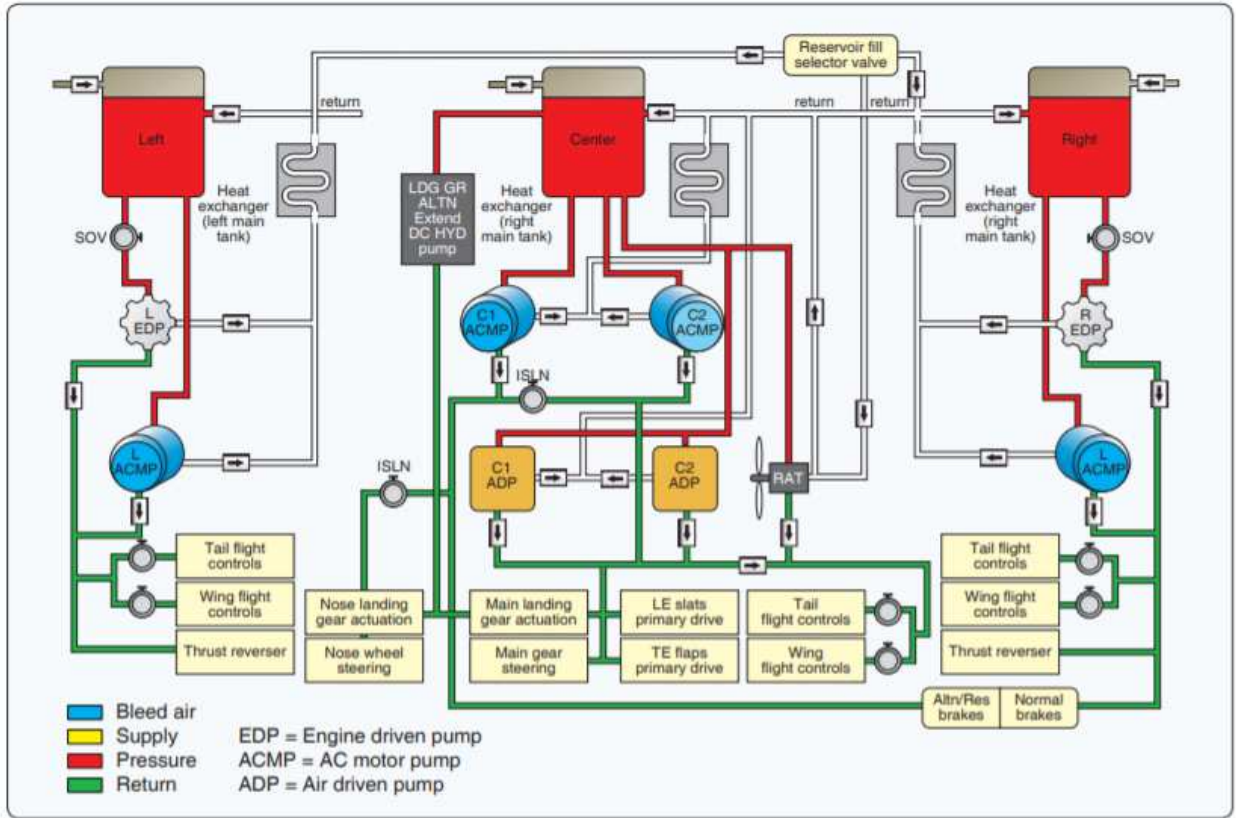 Reservoir fill
selector valve
return
return
return
Left
Center
Right
Heat
exchanger
(left main
tank)
LDG GR
ALTN
Extend
DC HYD
pump
Heat
exchanger
(right
main tank)
Heat
exchanger
(right
main tank)
SOV
SOV
L
EDP
C1
ACMP
C2
ACMP
R
EDP
ISLN
L
ACMP
ISLN
C1
ADP
C2
ADP
RAT
L
ACMP
Tail flight
controls
Wing flight
controls
Thrust reverser
Nose landing
gear actuation
Nose wheel
steering
Main landing
gear actuation
Main gear
steering
LE slats
primary drive
TE flaps
primary drive
Tail
flight controls
Wing
flight controls
Tail flight
controls
Wing flight
controls
Thrust reverser
Altn/Res
brakes
Normal
brakes
Bleed air
Supply
Pressure
Return
EDP = Engine driven pump
ACMP = AC motor pump
ADP = Air driven pump